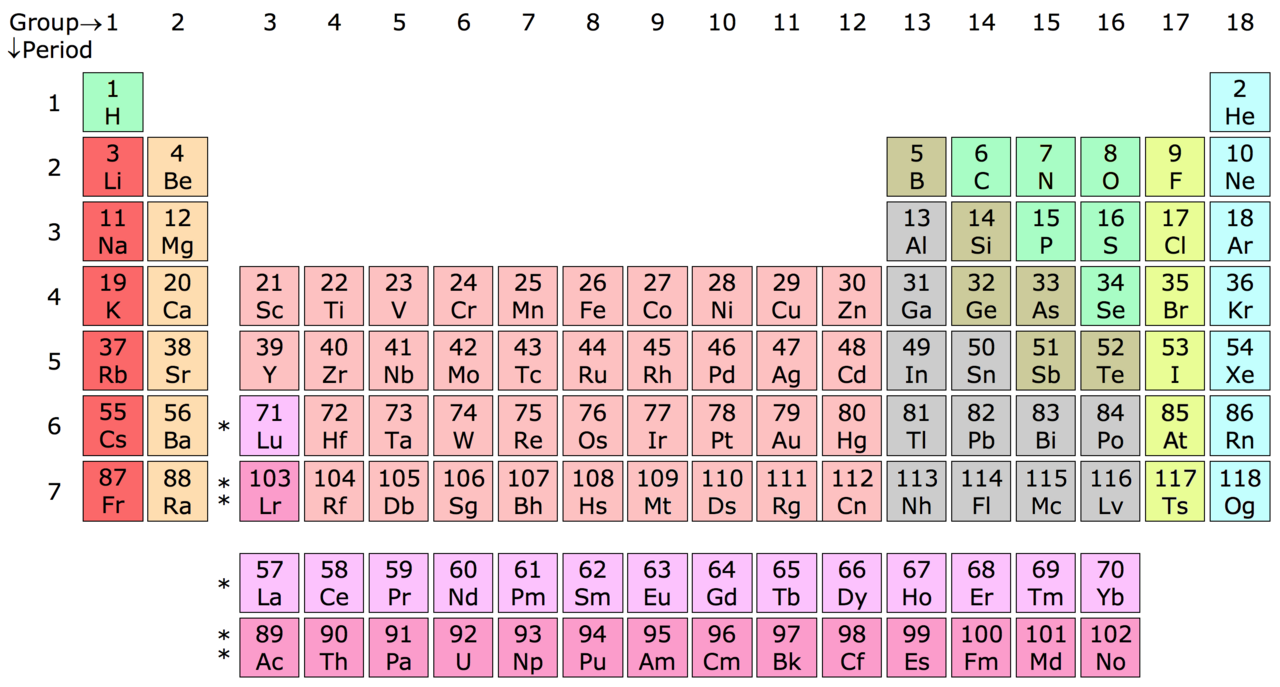 Group→1 2 3 4 5 6 7 8 9 10 11 12 13 14 15 16 17 18
↓Period
1 2
1 H He
3 4 5 6 7 8 9 10
2 Li Be B C N O F Ne
11 12 13 14 15 16 17 18
3 Na Mg Al Si P S Cl Ar
19 20 21 22 23 24 25 26 27 28 29 30 31 32 33 34 35 36
4 K Ca Sc Ti V Cr Mn Fe Co Ni Cu Zn Ga Ge As Se Br Kr
37 38 39 40 41 42 43 44 45 46 47 48 49 50 51 52 53 54
5 Rb Sr Y Zr Nb Mo Tc Ru Rh Pd Ag Cd In Sn Sb Te I Xe
55 56 71 72 73 74 75 76 77 78 79 80 81 82 83 84 85 86
6 Cs Ba * Lu Hf Ta W Re Os Ir Pt Au Hg Tl Pb Bi Po At Rn
87 88 * 103 104 105 106 107 108 109 110 111 112 113 114 115 116 117 118
7 Fr Ra * Lr Rf Db Sg Bh Hs Mt Ds Rg Cn Nh Fl Mc Lv Ts Og
57 58 59 60 61 62 63 64 65 66 67 68 69 70
* La Ce Pr Nd Pm Sm Eu Gd Tb Dy Ho Er Tm Yb
* 89 90 91 92 93 94 95 96 97 98 99 100 101 102
* Ac Th Pa U Np Pu Am Cm Bk Cf Es Fm Md No